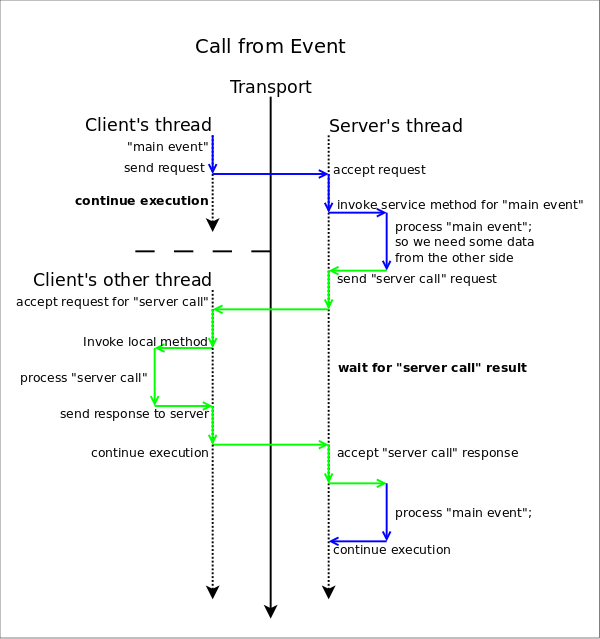 Call from Event
Transport
Client's thread
Server's thread
"main event"
send request
accept request
continue execution
invoke service method for "main event"
process "main event";
so we need some data
from the other side
Client's other thread
send "server call" request
accept request for "server call"
Invoke local method
wait for "server call" result
process "server call"
send response to server
continue execution
accept "server call" response
process "main event";
continue execution